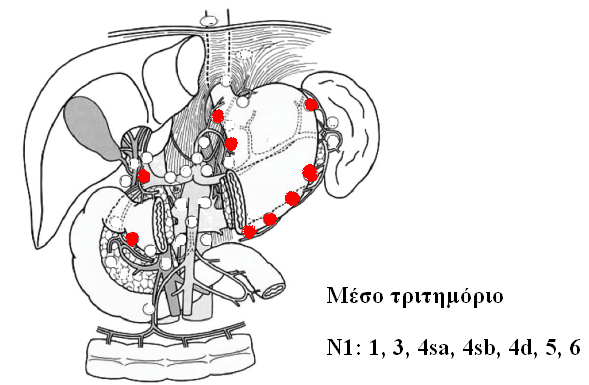 Μέσο τριτημόριο
N1: 1, 3, 4sa, 4sb, 4d, 5, 6